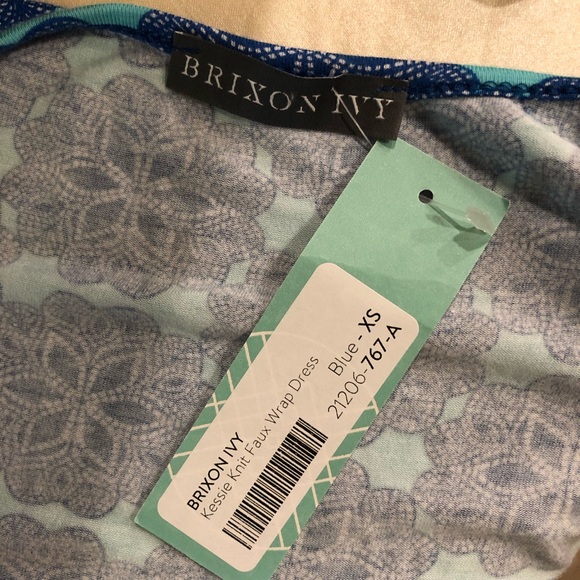 BRIXON IVY
BRIXON IVY
Kessie Knit Faux Wrap Dress
Blue - XS
21206-767-A